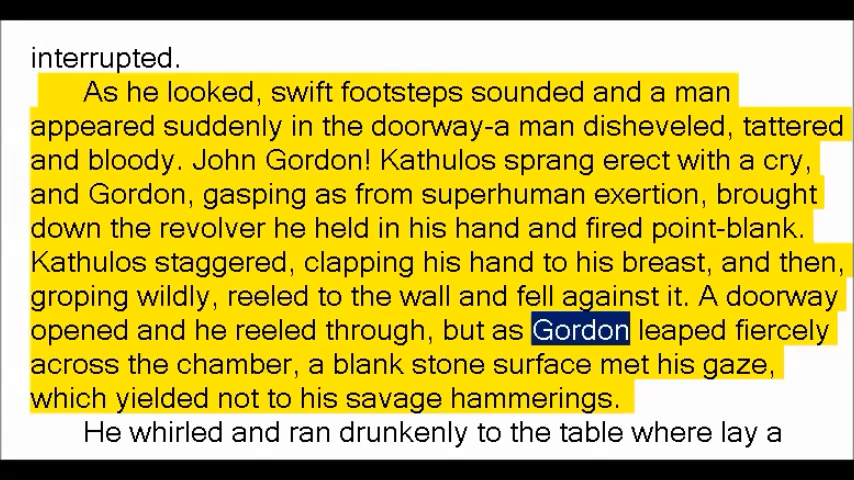 interrupted.
As he looked, swift footsteps sounded and a man
appeared suddenly in the doorway-a man disheveled, tattered
and bloody. John Gordon! Kathulos sprang erect with a cry,
and Gordon, gasping as from superhuman exertion, brought
down the revolver he held in his hand and fired point-blank.
Kathulos staggered, clapping his hand to his breast, and then,
groping wildly, reeled to the wall and fell against it. A doorway
opened and he reeled through, but as Gordon leaped fiercely
across the chamber, a blank stone surface met his gaze,
which yielded not to his savage hammerings.
He whirled and ran drunkenly to the table where lay a